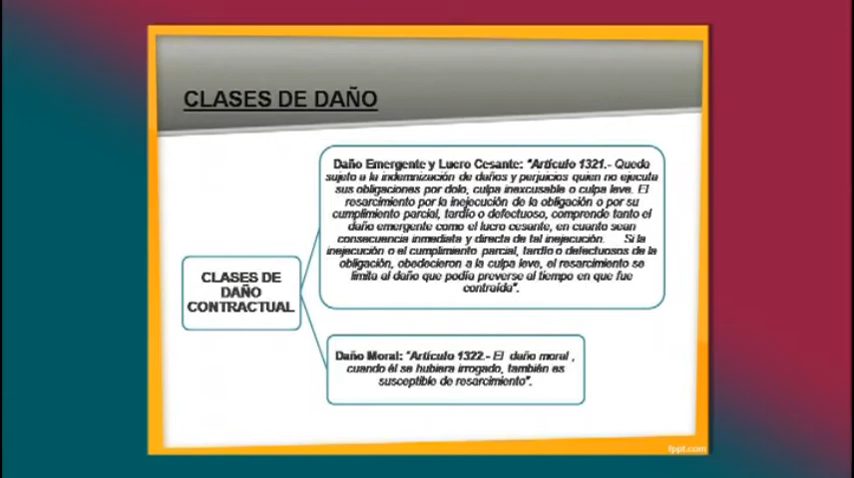 CLASES DE DAÑO
Daño Emergente y Lucro Cesante: "Artículo 1321.- Queda
sujeto a la indemnización de daños y perjuicios quien no ejecuta
sus obligaciones por dolo, culpa inexcusable o culpa leve. El
resarcimiento por la inejecución de la obligación o por su
cumplimiento parcial, tardío o defectuoso, comprende tanto el
daño emergente como el lucro cesante, en cuanto sean
consecuencia inmediata y directa de tal inejecución. Si la
inejecución o el cumplimiento parcial, tardío o defectuosos de la
obligación, obedecieron a la culpa leve, el resarcimiento se
limita al daño que podía preverse al tiempo en que fue
contraída".
CLASES DE
DAÑO
CONTRACTUAL
Daño Moral: "Artículo 1322.- El daño moral ,
cuando él se hubiera irrogado, también es
susceptible de resarcimiento".
fppt.com